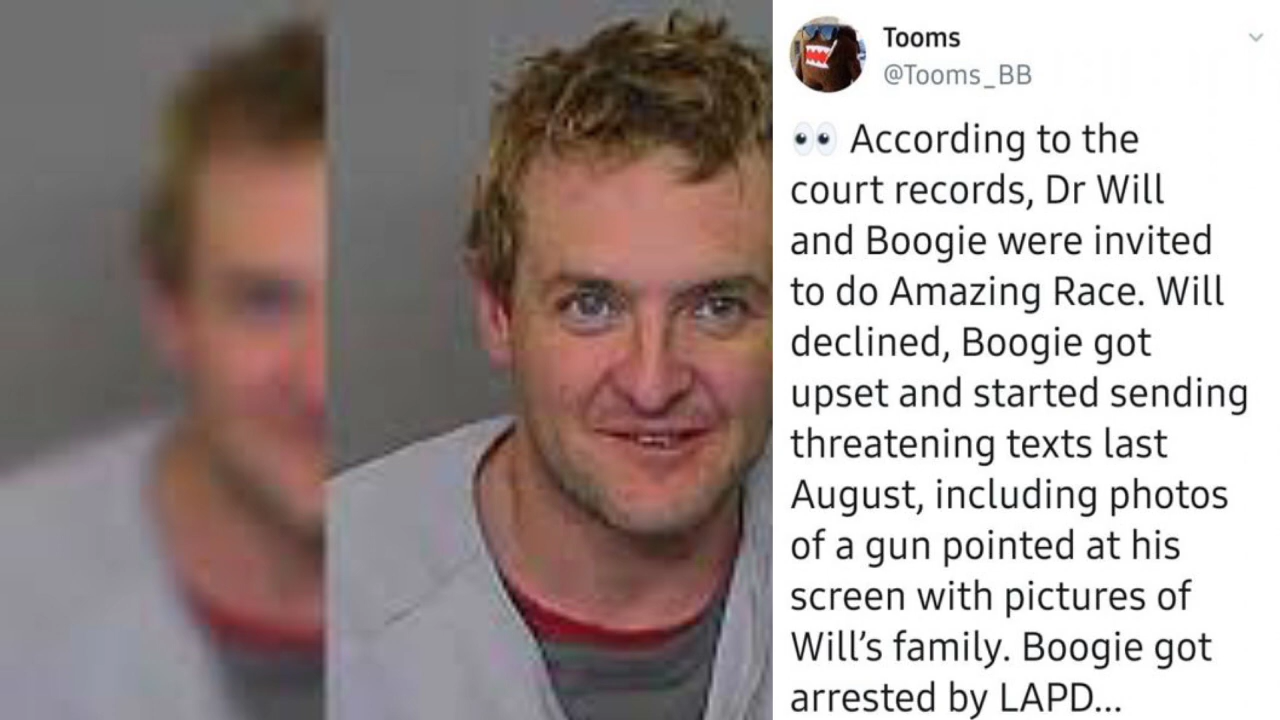 Tooms
@Tooms_BB
👀 According to the
court records, Dr Will
and Boogie were invited
to do Amazing Race. Will
declined, Boogie got
upset and started sending
threatening texts last
August, including photos
of a gun pointed at his
screen with pictures of
Will’s family. Boogie got
arrested by LAPD...